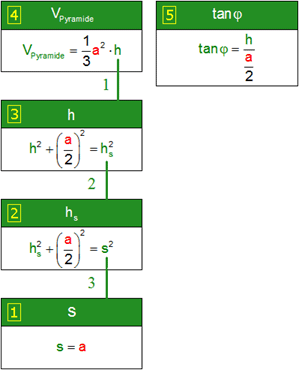 4 V_Pyramide
V_Pyramide = 1/3 a² · h
1
3 h
h² + (a/2)² = h_s²
2
2 h_s
h_s² + (a/2)² = s²
3
1 s
s = a
5 tanφ
tanφ = h / (a/2)